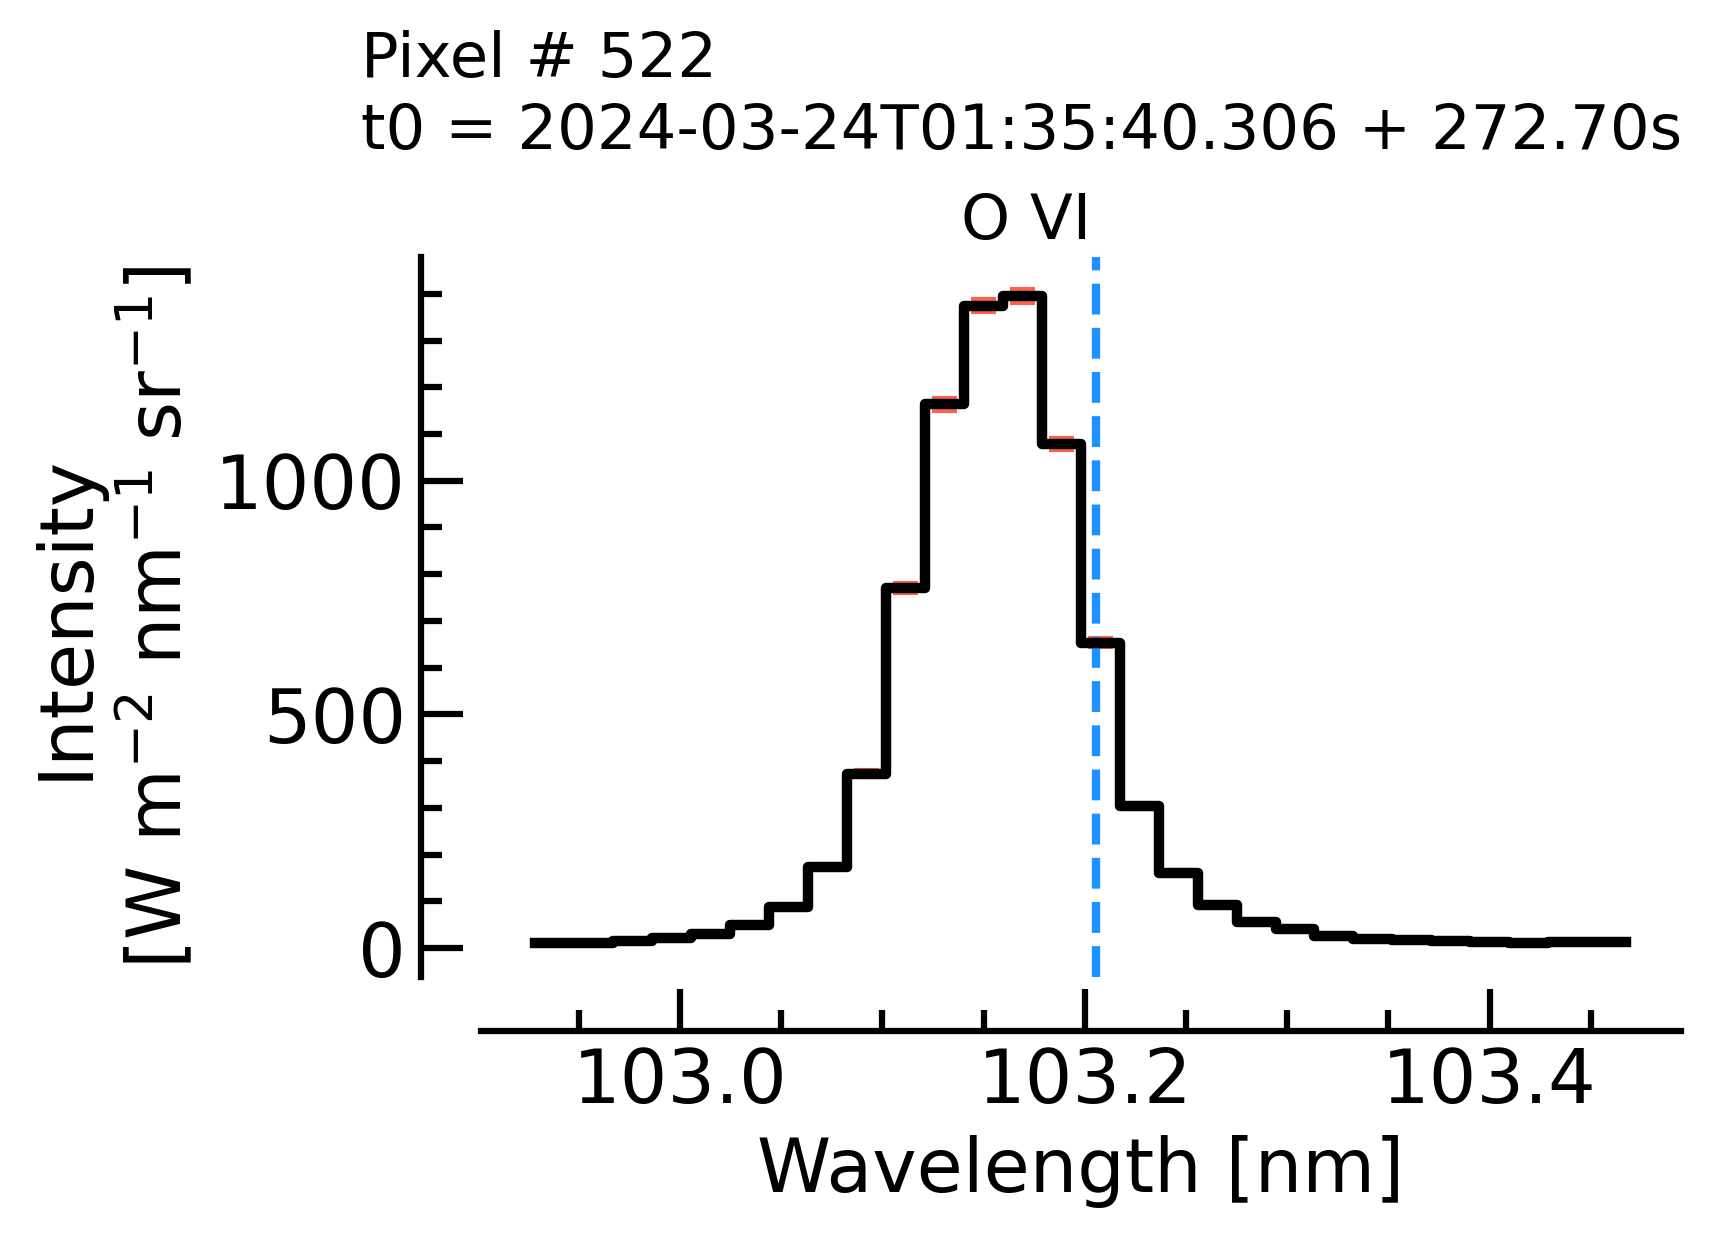 Pixel # 522
t0 = 2024-03-24T01:35:40.306 + 272.70s
O VI
Intensity
[W m⁻² nm⁻¹ sr⁻¹]
1000
500
0
103.0 103.2 103.4
Wavelength [nm]